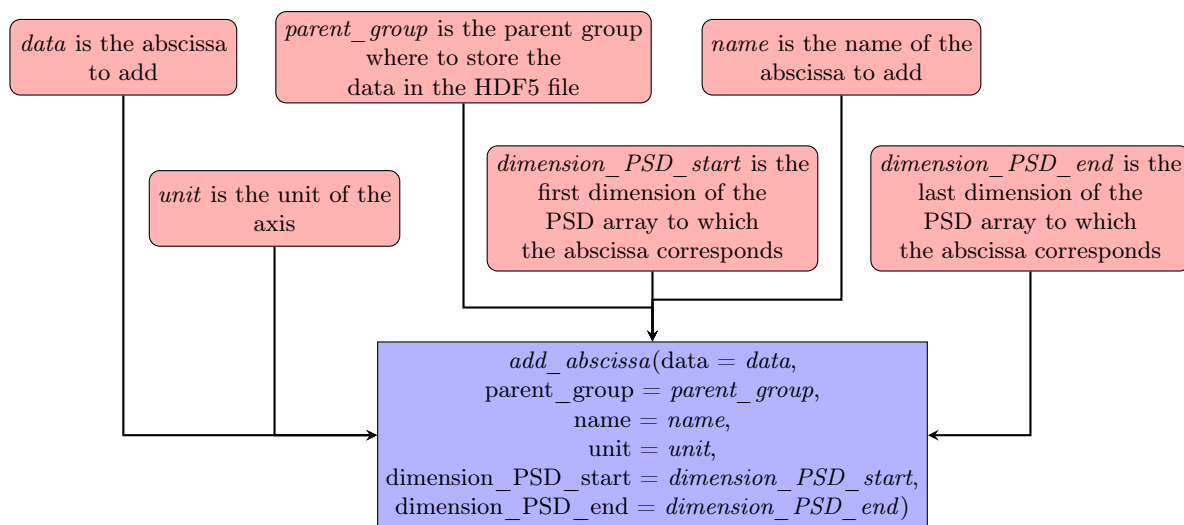 data is the abscissa
to add
parent_group is the parent group
where to store the
data in the HDF5 file
name is the name of the
abscissa to add
unit is the unit of the
axis
dimension_PSD_start is the
first dimension of the
PSD array to which
the abscissa corresponds
dimension_PSD_end is the
last dimension of the
PSD array to which
the abscissa corresponds
add_abscissa(data = data,
parent_group = parent_group,
name = name,
unit = unit,
dimension_PSD_start = dimension_PSD_start,
dimension_PSD_end = dimension_PSD_end)